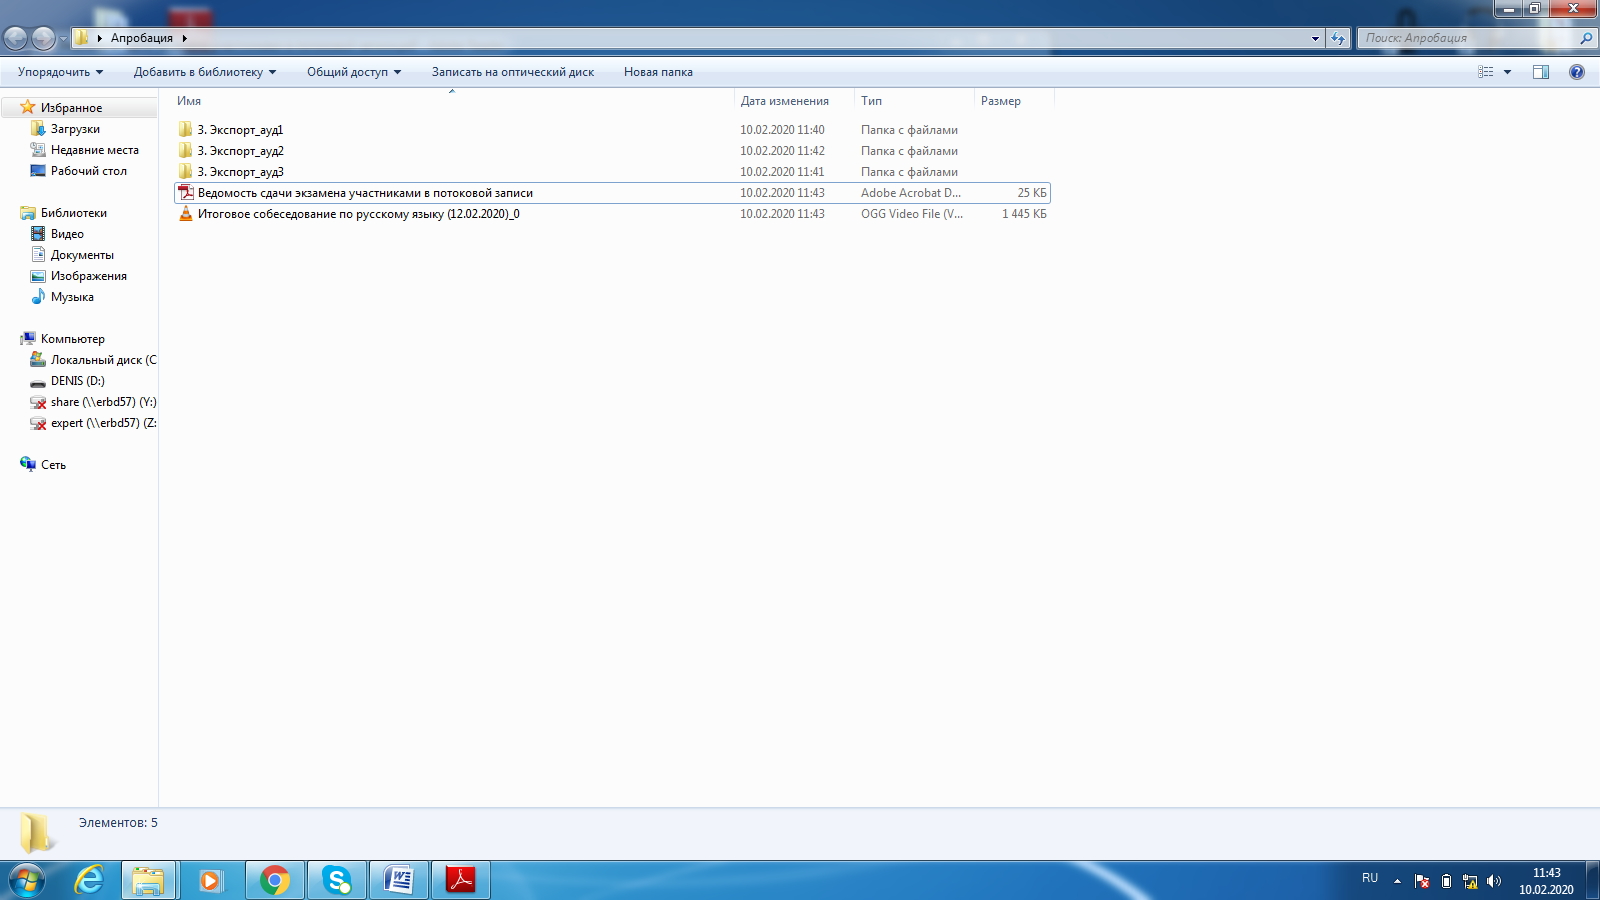 Апробация
Поиск: Апробация
Упорядочить Добавить в библиотеку Общий доступ Записать на оптический диск Новая папка
Имя Дата изменения Тип Размер
3. Экспорт_ауд1 10.02.2020 11:40 Папка с файлами
3. Экспорт_ауд2 10.02.2020 11:42 Папка с файлами
3. Экспорт_ауд3 10.02.2020 11:41 Папка с файлами
Ведомость сдачи экзамена участниками в потоковой записи 10.02.2020 11:43 Adobe Acrobat D... 25 КБ
Итоговое собеседование по русскому языку (12.02.2020)_0 10.02.2020 11:43 OGG Video File (V... 1 445 КБ
Избранное
Загрузки
Недавние места
Рабочий стол
Библиотеки
Видео
Документы
Изображения
Музыка
Компьютер
Локальный диск (C
DENIS (D:)
share (\\erbd57) (Y:)
expert (\\erbd57) (Z:
Сеть
Элементов: 5
RU
11:43
10.02.2020